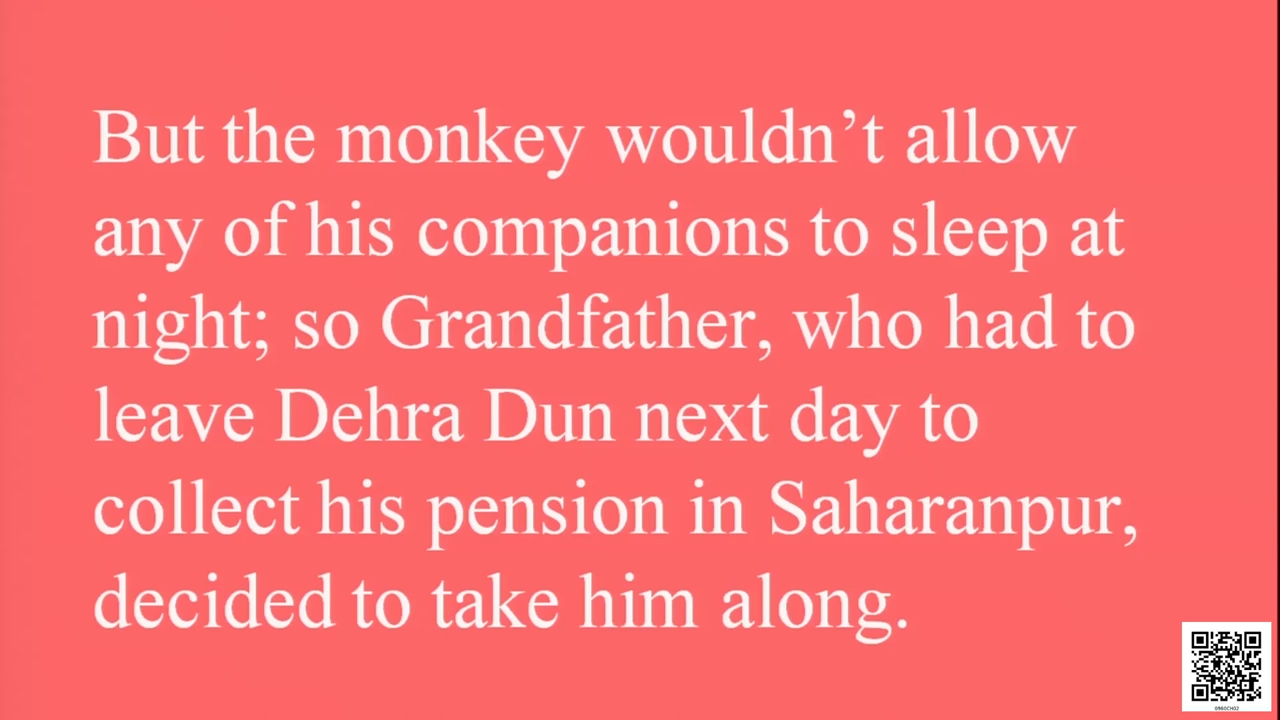 But the monkey wouldn’t allow
any of his companions to sleep at
night; so Grandfather, who had to
leave Dehra Dun next day to
collect his pension in Saharanpur,
decided to take him along.